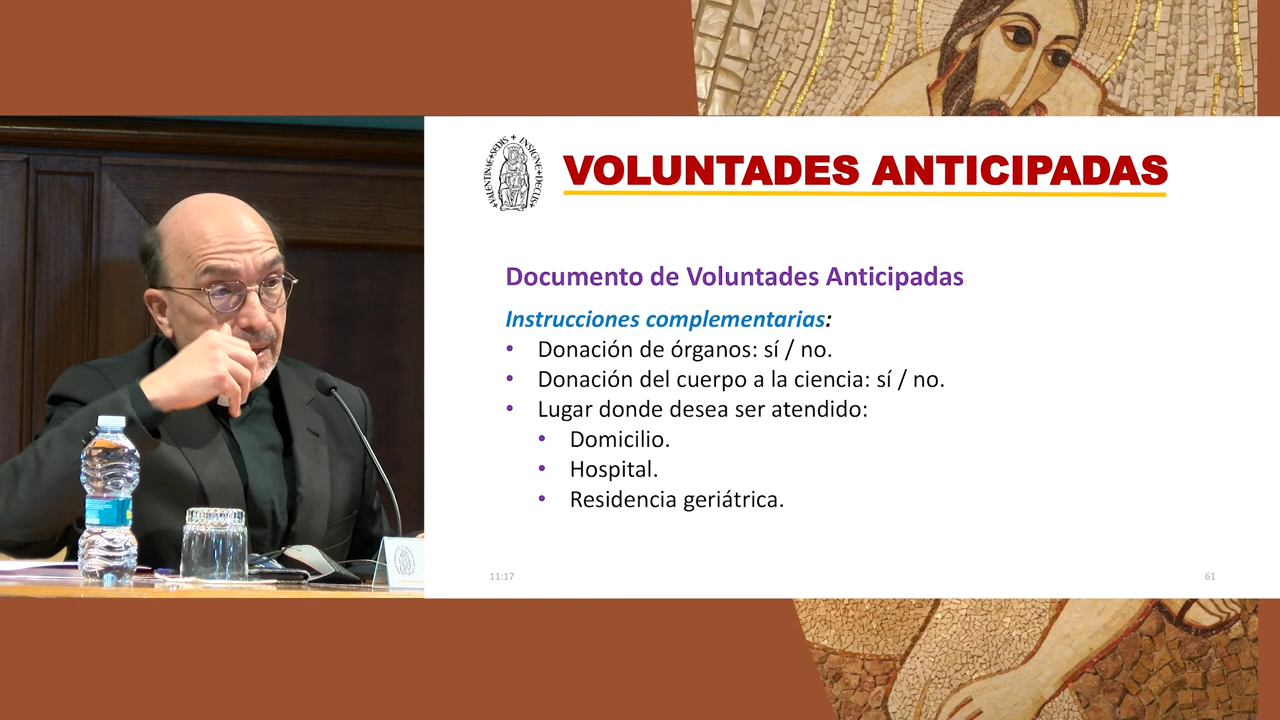 VOLUNTADES ANTICIPADAS
Documento de Voluntades Anticipadas
Instrucciones complementarias:
• Donación de órganos: sí / no.
• Donación del cuerpo a la ciencia: sí / no.
• Lugar donde desea ser atendido:
• Domicilio.
• Hospital.
• Residencia geriátrica.
11:17
61